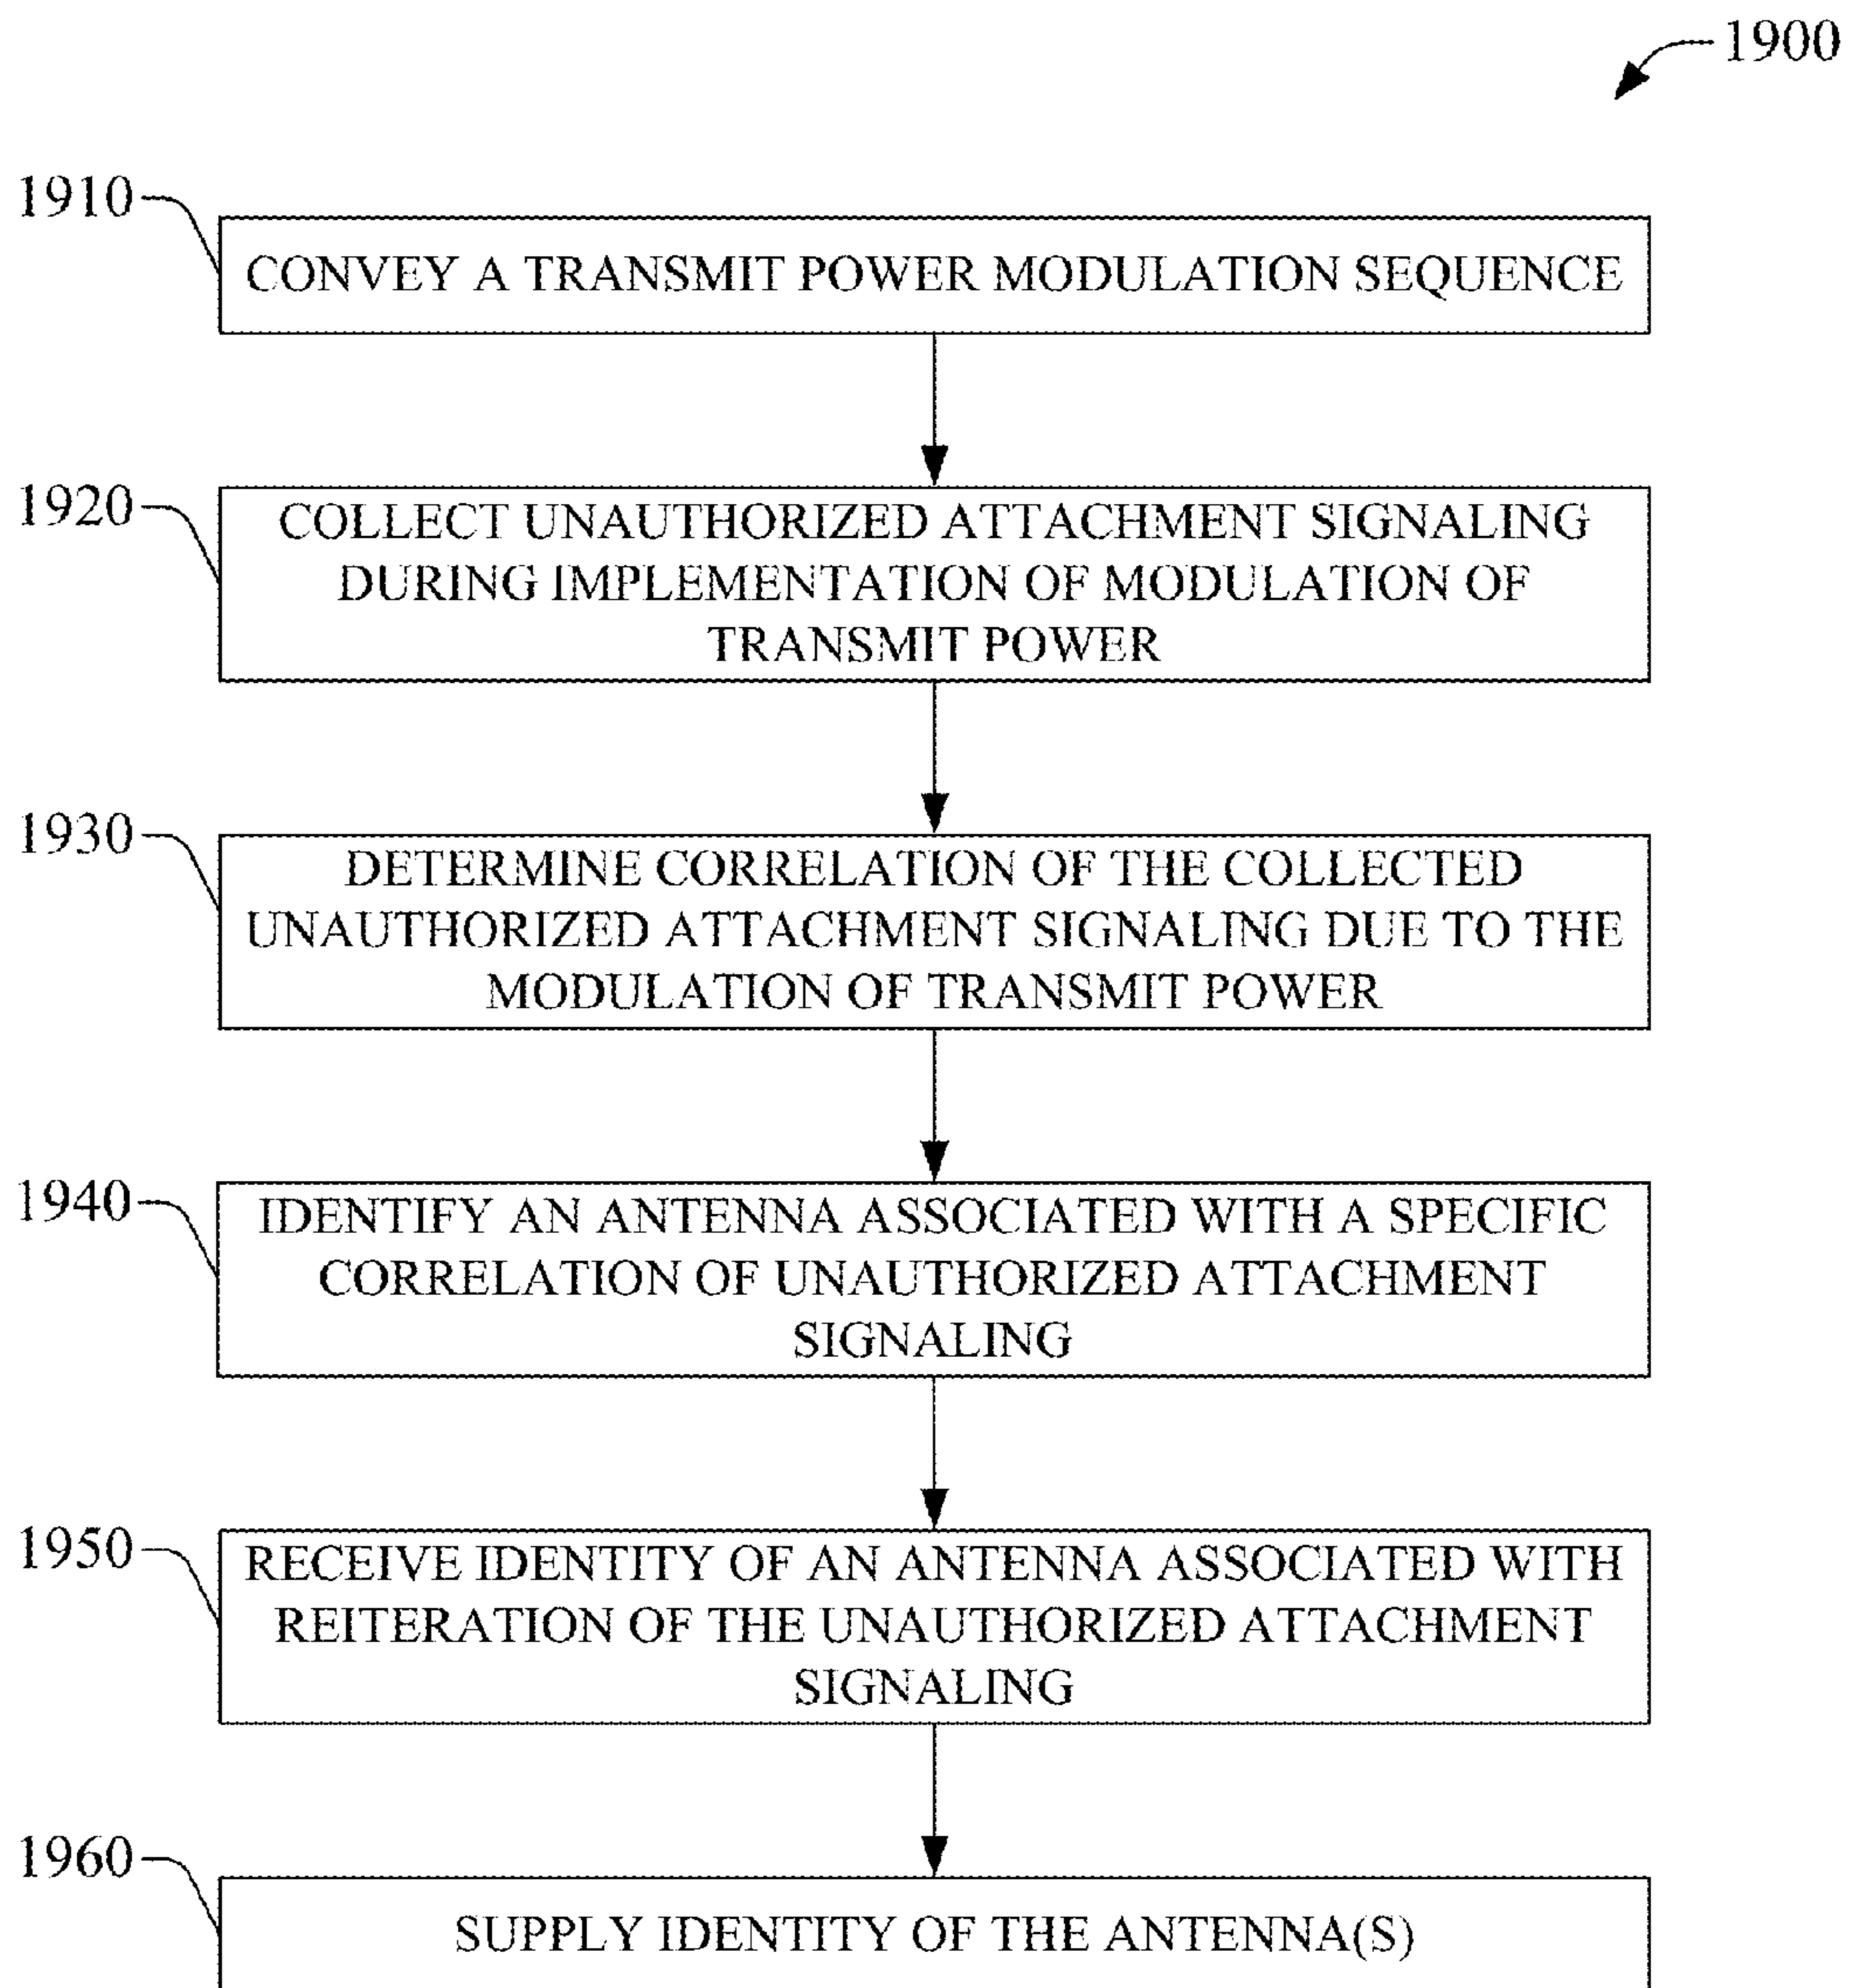 1900
1910
CONVEY A TRANSMIT POWER MODULATION SEQUENCE
1920
COLLECT UNAUTHORIZED ATTACHMENT SIGNALING
DURING IMPLEMENTATION OF MODULATION OF
TRANSMIT POWER
1930
DETERMINE CORRELATION OF THE COLLECTED
UNAUTHORIZED ATTACHMENT SIGNALING DUE TO THE
MODULATION OF TRANSMIT POWER
1940
IDENTIFY AN ANTENNA ASSOCIATED WITH A SPECIFIC
CORRELATION OF UNAUTHORIZED ATTACHMENT
SIGNALING
1950
RECEIVE IDENTITY OF AN ANTENNA ASSOCIATED WITH
REITERATION OF THE UNAUTHORIZED ATTACHMENT
SIGNALING
1960
SUPPLY IDENTITY OF THE ANTENNA(S)